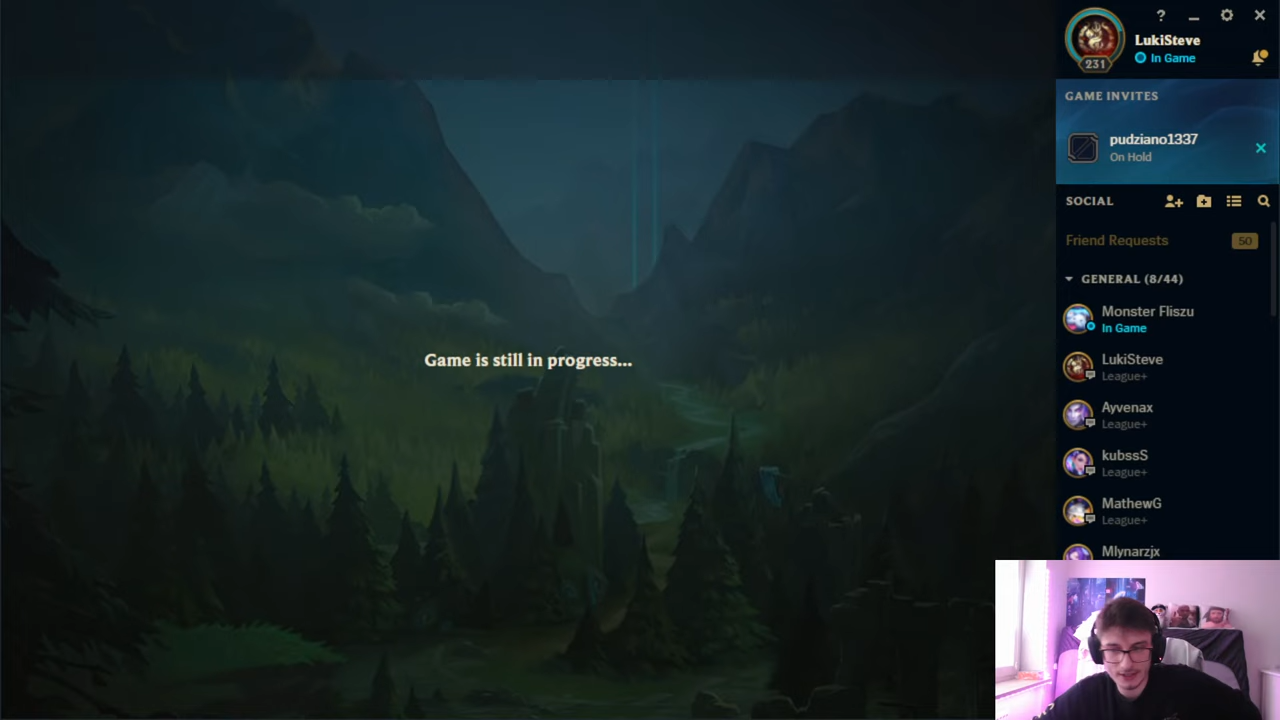 ?
LukiSteve
231
In Game
GAME INVITES
pudziano1337
On Hold
SOCIAL
Friend Requests
50
GENERAL (8/44)
Monster Fliszu
In Game
LukiSteve
League+
Ayvenax
League+
kubssS
League+
MathewG
League+
Mlynarzjx
Game is still in progress...